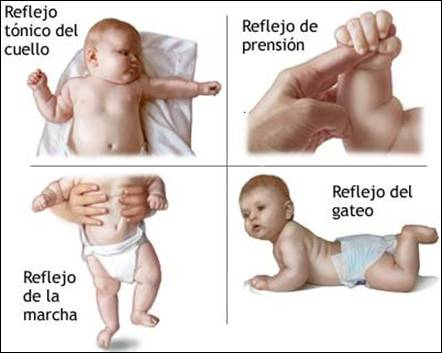 Reflejo
tónico del
cuello
Reflejo de
prensión
Reflejo
de la
marcha
Reflejo del
gateo